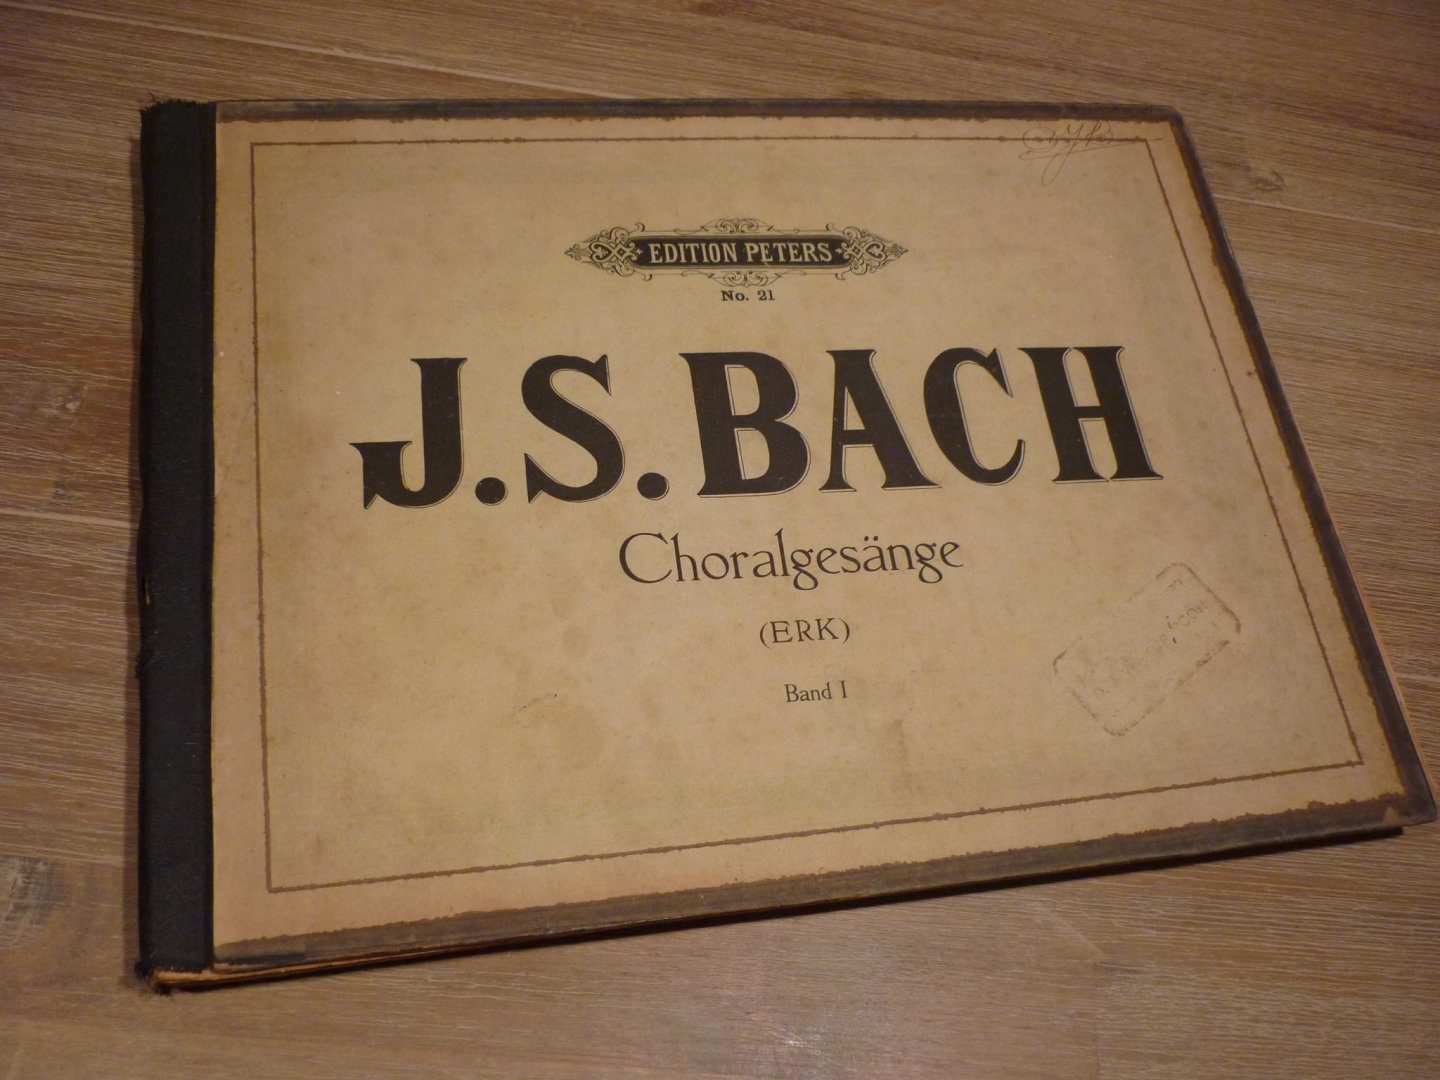 EDITION PETERS
No. 21
J.S.BACH
Choralgesänge
(ERK)
Band I